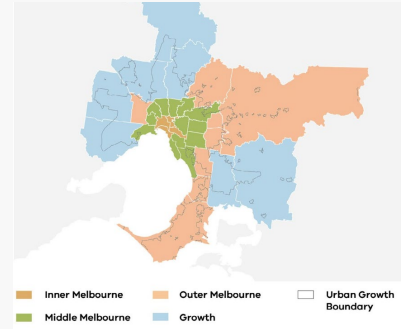 Inner Melbourne
Outer Melbourne
Urban Growth
Boundary
Middle Melbourne
Growth